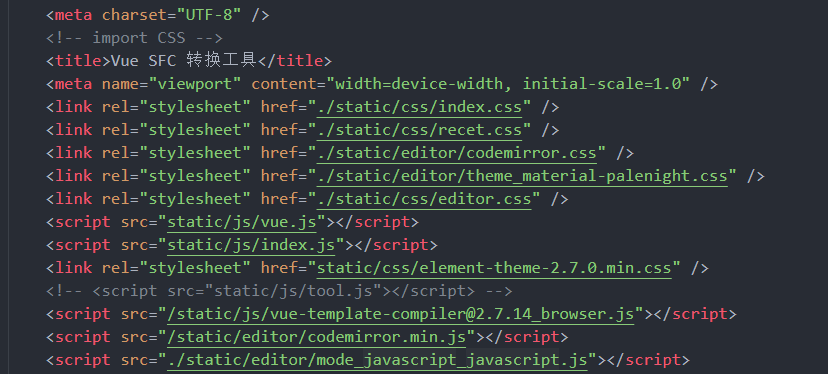 <meta charset="UTF-8" />
<!-- import CSS -->
<title>Vue SFC 转换工具</title>
<meta name="viewport" content="width=device-width, initial-scale=1.0" />
<link rel="stylesheet" href="./static/css/index.css" />
<link rel="stylesheet" href="./static/css/recet.css" />
<link rel="stylesheet" href="./static/editor/codemirror.css" />
<link rel="stylesheet" href="./static/editor/theme_material-palenight.css" />
<link rel="stylesheet" href="./static/css/editor.css" />
<script src="static/js/vue.js"></script>
<script src="static/js/index.js"></script>
<link rel="stylesheet" href="static/css/element-theme-2.7.0.min.css" />
<!-- <script src="static/js/tool.js"></script> -->
<script src="/static/js/vue-template-compiler@2.7.14_browser.js"></script>
<script src="/static/editor/codemirror.min.js"></script>
<script src="./static/editor/mode_javascript_javascript.js"></script>